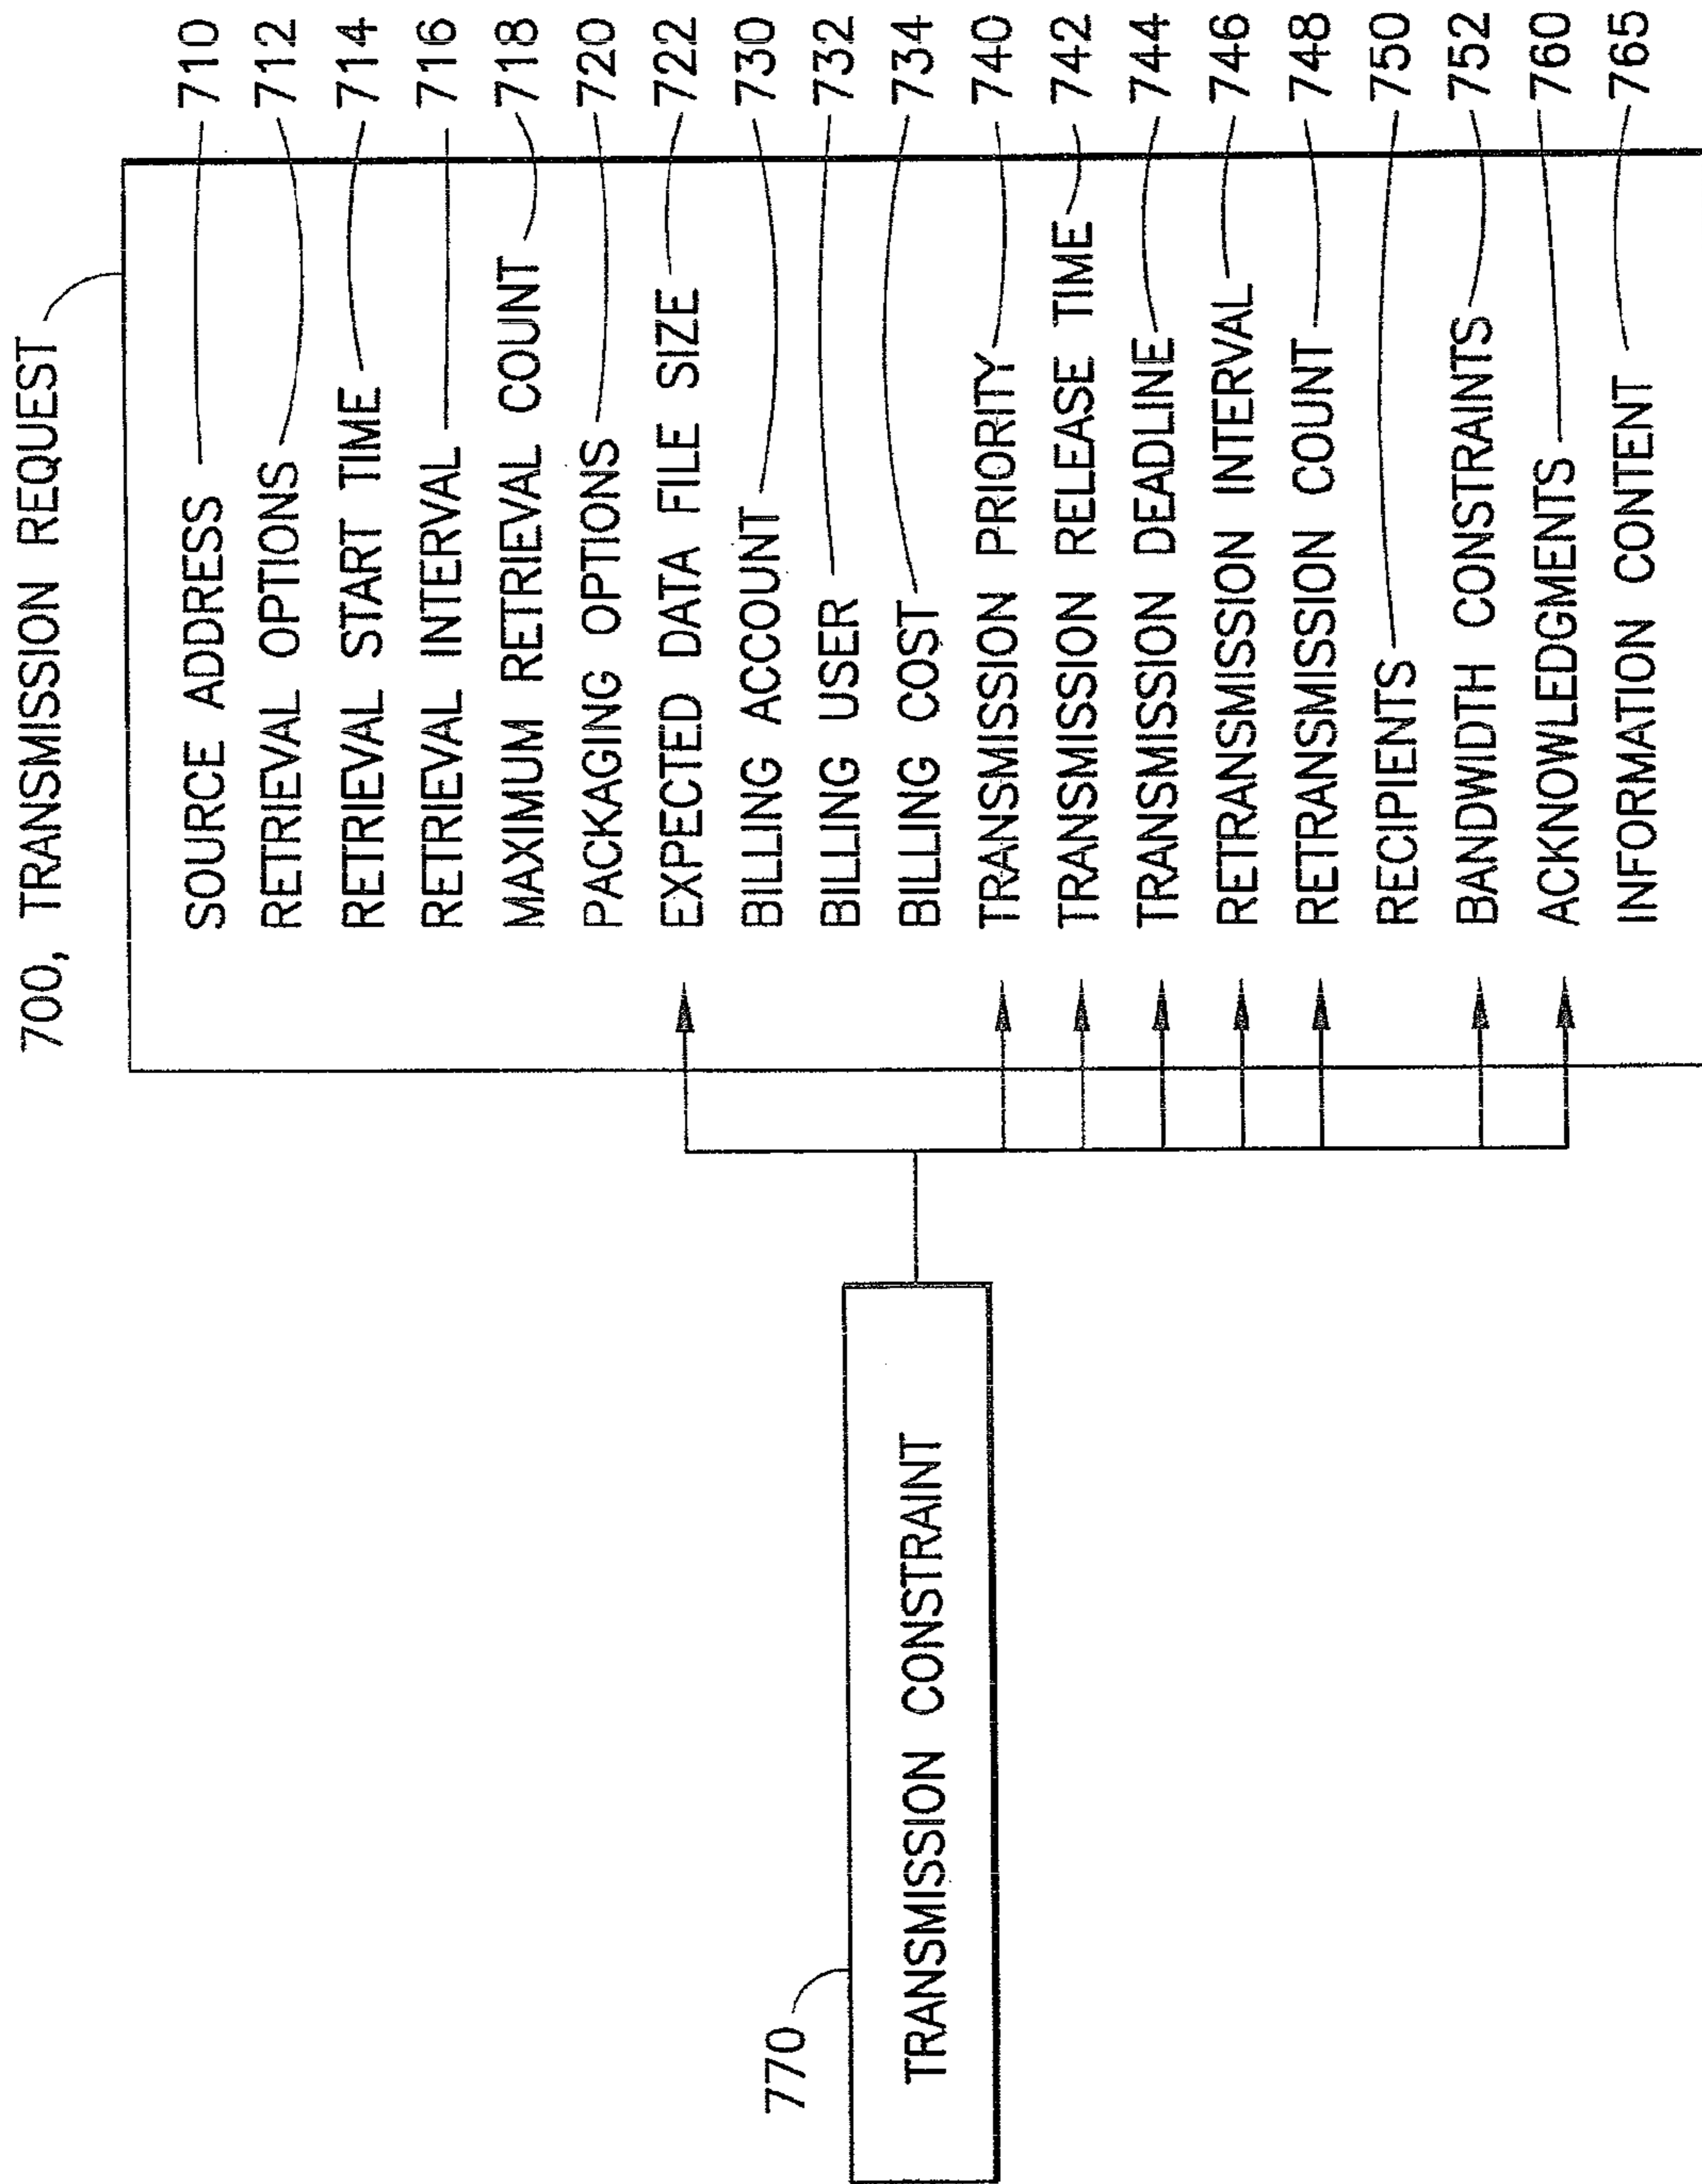 700, TRANSMISSION REQUEST
SOURCE ADDRESS 710
RETRIEVAL OPTIONS 712
RETRIEVAL START TIME 714
RETRIEVAL INTERVAL 716
MAXIMUM RETRIEVAL COUNT 718
PACKAGING OPTIONS 720
EXPECTED DATA FILE SIZE 722
BILLING ACCOUNT 730
BILLING USER 732
BILLING COST 734
TRANSMISSION PRIORITY 740
TRANSMISSION RELEASE TIME 742
TRANSMISSION DEADLINE 744
RETRANSMISSION INTERVAL 746
RETRANSMISSION COUNT 748
RECIPIENTS 750
BANDWIDTH CONSTRAINTS 752
ACKNOWLEDGMENTS 760
INFORMATION CONTENT 765
770
TRANSMISSION CONSTRAINT